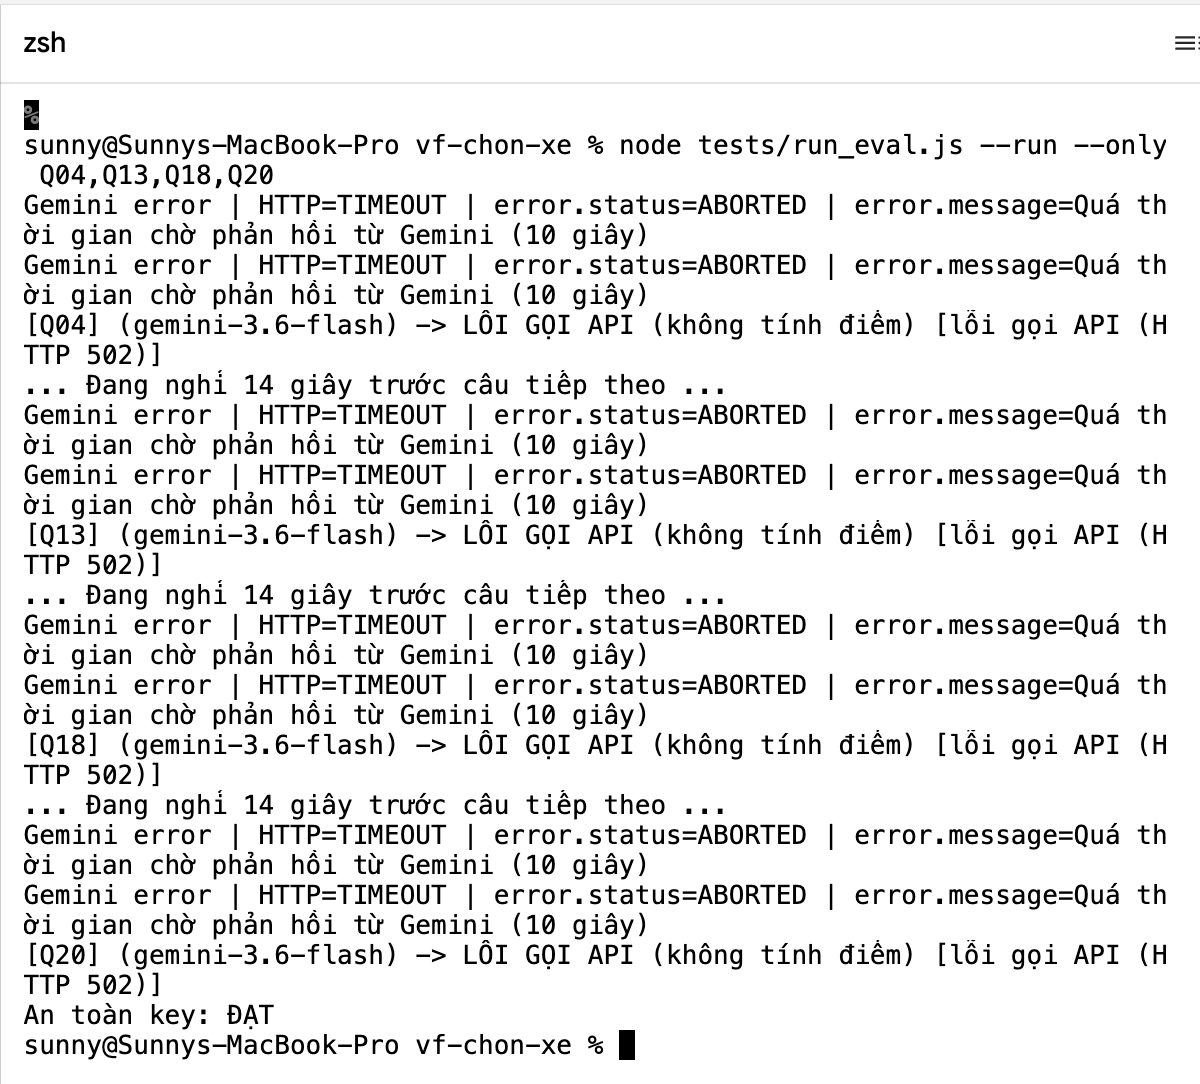 zsh
%
sunny@Sunnys-MacBook-Pro vf-chon-xe % node tests/run_eval.js --run --only
Q04,Q13,Q18,Q20
Gemini error | HTTP=TIMEOUT | error.status=ABORTED | error.message=Quá th
ời gian chờ phản hồi từ Gemini (10 giây)
Gemini error | HTTP=TIMEOUT | error.status=ABORTED | error.message=Quá th
ời gian chờ phản hồi từ Gemini (10 giây)
[Q04] (gemini-3.6-flash) -> LỖI GỌI API (không tính điểm) [lỗi gọi API (H
TTP 502)]
... Đang nghỉ 14 giây trước câu tiếp theo ...
Gemini error | HTTP=TIMEOUT | error.status=ABORTED | error.message=Quá th
ời gian chờ phản hồi từ Gemini (10 giây)
Gemini error | HTTP=TIMEOUT | error.status=ABORTED | error.message=Quá th
ời gian chờ phản hồi từ Gemini (10 giây)
[Q13] (gemini-3.6-flash) -> LỖI GỌI API (không tính điểm) [lỗi gọi API (H
TTP 502)]
... Đang nghỉ 14 giây trước câu tiếp theo ...
Gemini error | HTTP=TIMEOUT | error.status=ABORTED | error.message=Quá th
ời gian chờ phản hồi từ Gemini (10 giây)
Gemini error | HTTP=TIMEOUT | error.status=ABORTED | error.message=Quá th
ời gian chờ phản hồi từ Gemini (10 giây)
[Q18] (gemini-3.6-flash) -> LỖI GỌI API (không tính điểm) [lỗi gọi API (H
TTP 502)]
... Đang nghỉ 14 giây trước câu tiếp theo ...
Gemini error | HTTP=TIMEOUT | error.status=ABORTED | error.message=Quá th
ời gian chờ phản hồi từ Gemini (10 giây)
Gemini error | HTTP=TIMEOUT | error.status=ABORTED | error.message=Quá th
ời gian chờ phản hồi từ Gemini (10 giây)
[Q20] (gemini-3.6-flash) -> LỖI GỌI API (không tính điểm) [lỗi gọi API (H
TTP 502)]
An toàn key: ĐẠT
sunny@Sunnys-MacBook-Pro vf-chon-xe %